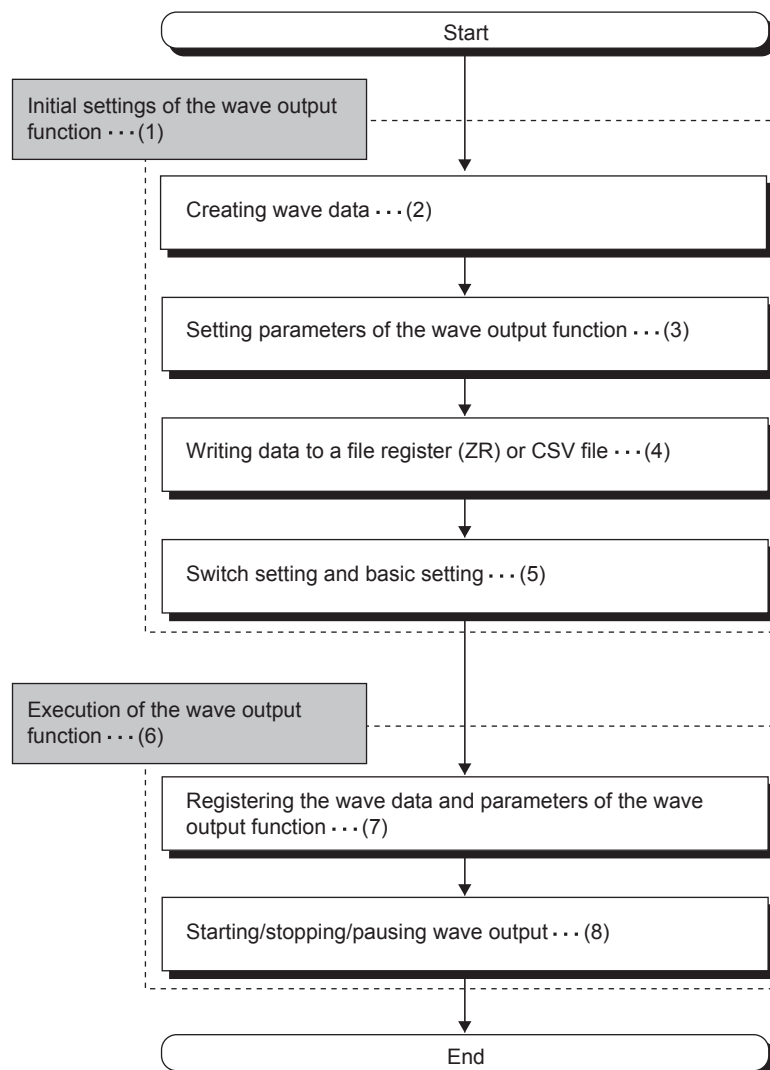 Start
Initial settings of the wave output
function ･･･(1)
Creating wave data ･･･(2)
Setting parameters of the wave output function ･･･(3)
Writing data to a file register (ZR) or CSV file ･･･(4)
Switch setting and basic setting ･･･(5)
Execution of the wave output
function ･･･(6)
Registering the wave data and parameters of the wave
output function ･･･(7)
Starting/stopping/pausing wave output ･･･(8)
End